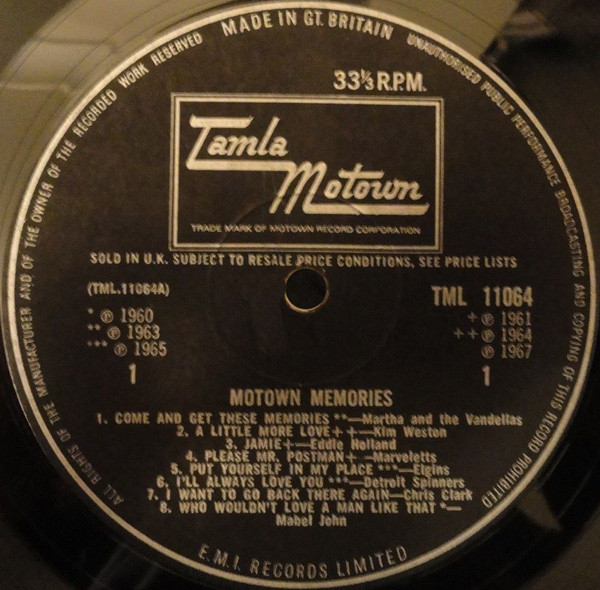 MADE IN GT. BRITAIN
UNAUTHORISED PUBLIC PERFORMANCE BROADCASTING AND COPYING OF THIS RECORD PROHIBITED
E.M.I. RECORDS LIMITED
ALL RIGHTS OF THE MANUFACTURER AND OF THE OWNER OF THE RECORDED WORK RESERVED
33⅓ R.P.M.
Tamla
Motown
TRADE MARK OF MOTOWN RECORD CORPORATION
SOLD IN U.K. SUBJECT TO RESALE PRICE CONDITIONS, SEE PRICE LISTS
(TML.11064A)
TML 11064
* ℗ 1960
** ℗ 1963
*** ℗ 1965
+ ℗ 1961
++ ℗ 1964
℗ 1967
1
1
MOTOWN MEMORIES
1. COME AND GET THESE MEMORIES **—Martha and the Vandellas
2. A LITTLE MORE LOVE++—Kim Weston
3. JAMIE+—Eddie Holland
4. PLEASE MR. POSTMAN+—Marveletts
5. PUT YOURSELF IN MY PLACE ***—Elgins
6. I'LL ALWAYS LOVE YOU ***—Detroit Spinners
7. I WANT TO GO BACK THERE AGAIN—Chris Clark
8. WHO WOULDN'T LOVE A MAN LIKE THAT *—
Mabel John